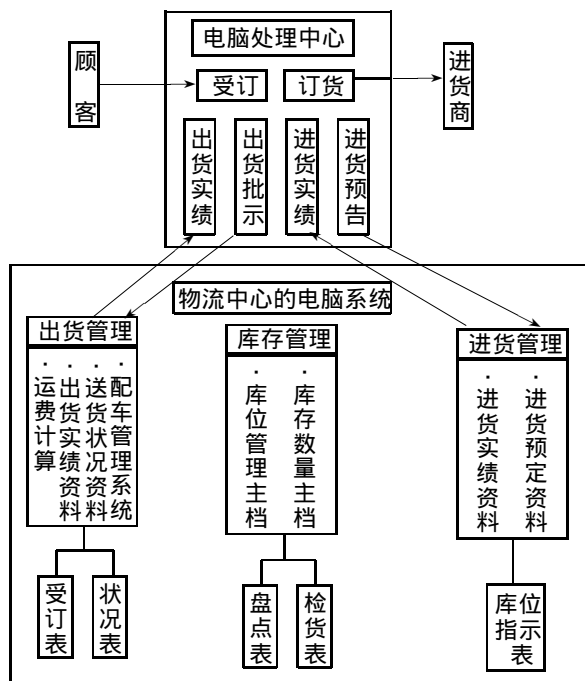 电脑处理中心
顾客
受订
订货
进货商
出货实绩
出货批示
进货实绩
进货预告
物流中心的电脑系统
出货管理
·配车管理系统
·送货状况资料
·出货实绩资料
·运费计算
库存管理
·库存数量主档
·库位管理主档
进货管理
·进货预定资料
·进货实绩资料
受订表
状况表
盘点表
检货表
库位
指示
表